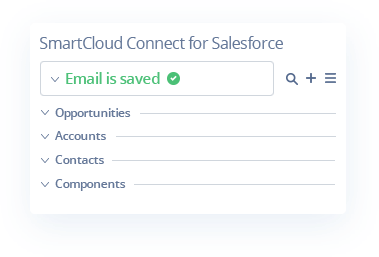 SmartCloud Connect for Salesforce
Email is saved
Opportunities
Accounts
Contacts
Components